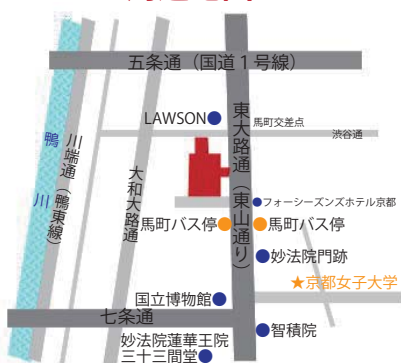 五条通（国道１号線）
LAWSON
馬町交差点
渋谷通
東大路通（東山通り）
鴨川
川端通（鴨東線）
大和大路通
フォーシーズンズホテル京都
馬町バス停
馬町バス停
妙法院門跡
★京都女子大学
国立博物館
七条通
智積院
妙法院蓮華王院
三十三間堂